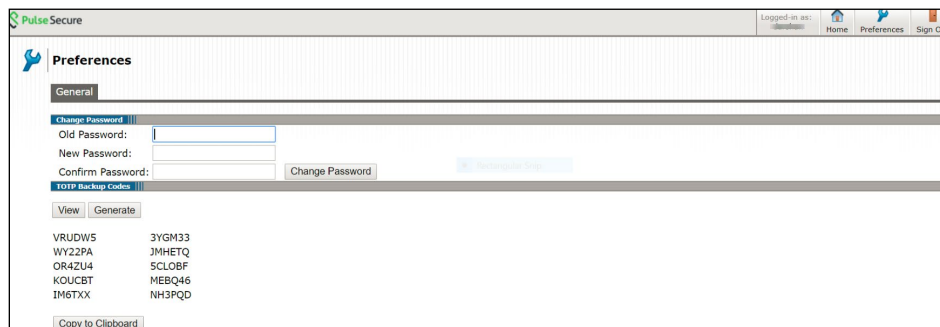 Pulse Secure
Logged-in as:
Home Preferences Sign
Preferences
General
Change Password
Old Password:
New Password:
Confirm Password: Change Password
TOTP Backup Codes
View Generate
VRUDW5 3YGM33
WY22PA JMHETQ
OR4ZU4 5CLOBF
KOUCBT MEBQ46
IM6TXX NH3PQD
Copy to Clipboard